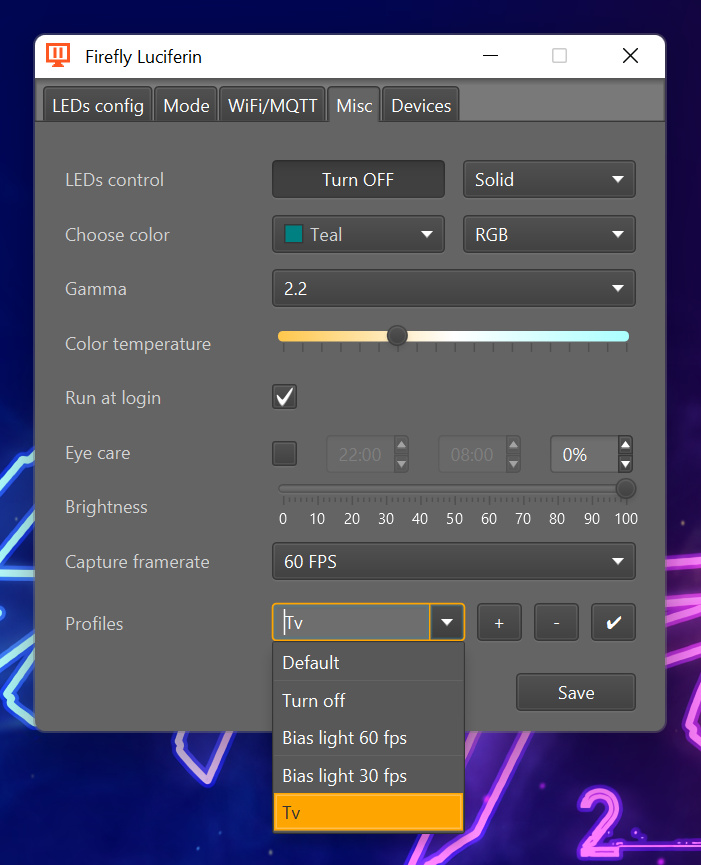 Firefly Luciferin
LEDs config Mode WiFi/MQTT Misc Devices
LEDs control Turn OFF Solid
Choose color Teal RGB
Gamma 2.2
Color temperature
Run at login
Eye care 22:00 08:00 0%
Brightness
0 10 20 30 40 50 60 70 80 90 100
Capture framerate 60 FPS
Profiles Tv + -
Default
Turn off
Save
Bias light 60 fps
Bias light 30 fps
Tv
2